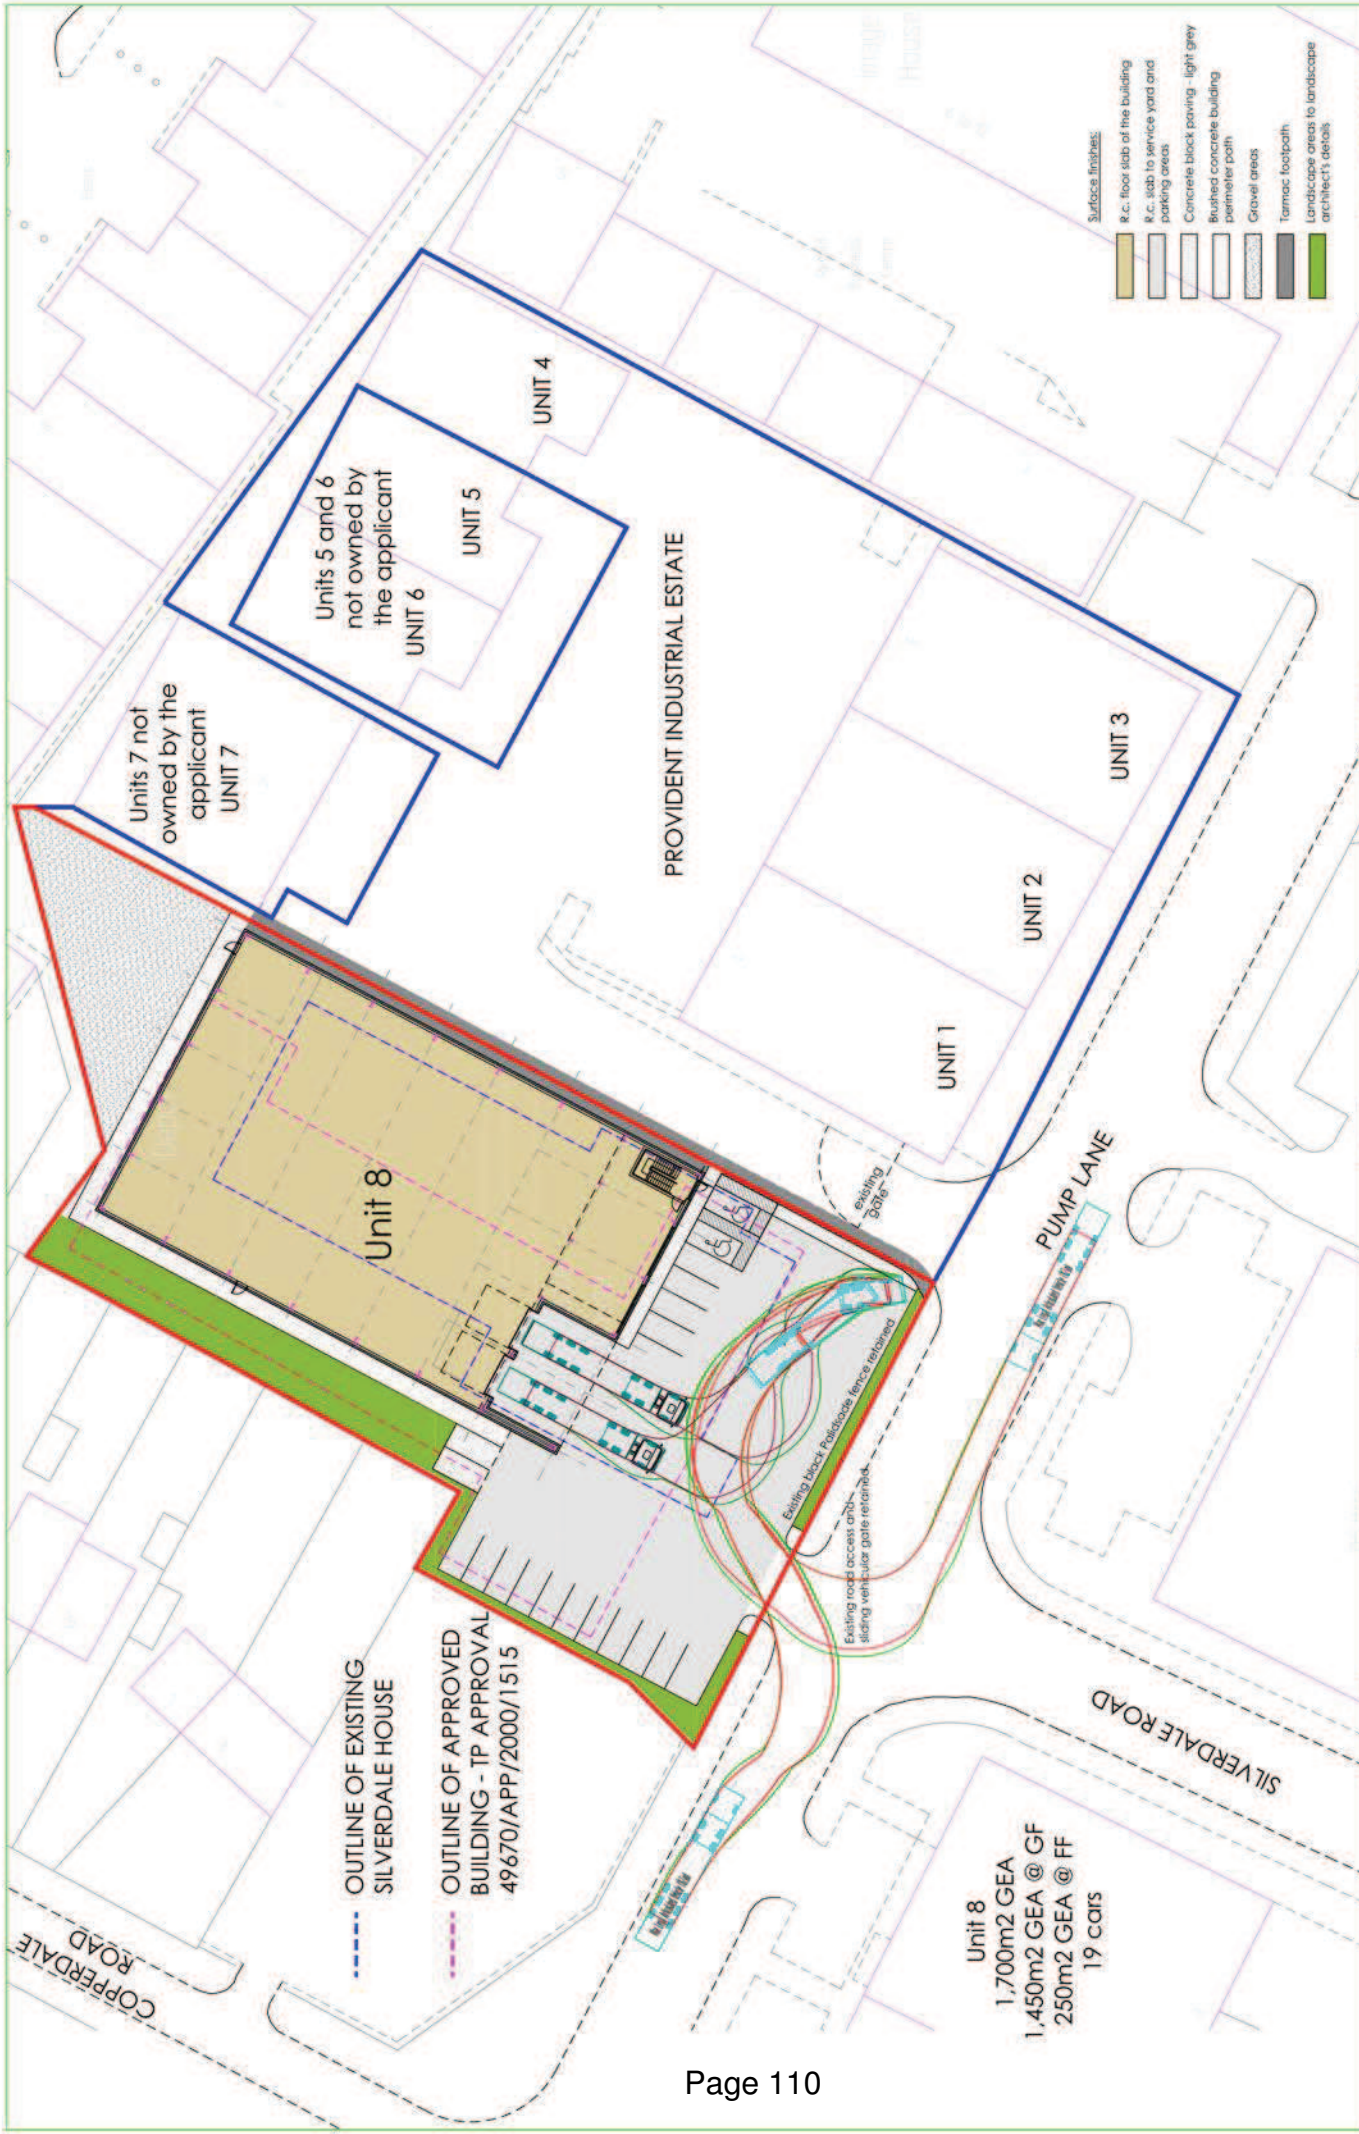 COPPERDALE
ROAD
OUTLINE OF EXISTING
SILVERDALE HOUSE
OUTLINE OF APPROVED
BUILDING - TP APPROVAL
49670/APP/2000/1515
Unit 8
1,700m2 GEA
1,450m2 GEA @ GF
250m2 GEA @ FF
19 cars
SILVERDALE ROAD
PUMP LANE
Existing road access and
sliding vehicular gate retained
Existing black Palidsade fence retained
existing
gate
Unit 8
Units 7 not
owned by the
applicant
UNIT 7
Units 5 and 6
not owned by
the applicant
UNIT 6
UNIT 5
UNIT 4
PROVIDENT INDUSTRIAL ESTATE
UNIT 1
UNIT 2
UNIT 3
Surface finishes:
R.c. floor slab of the building
R.c. slab to service yard and
parking areas
Concrete block paving - light grey
Brushed concrete building
perimeter path
Gravel areas
Tarmac footpath
Landscape areas to landscape
architect's details
Page 110